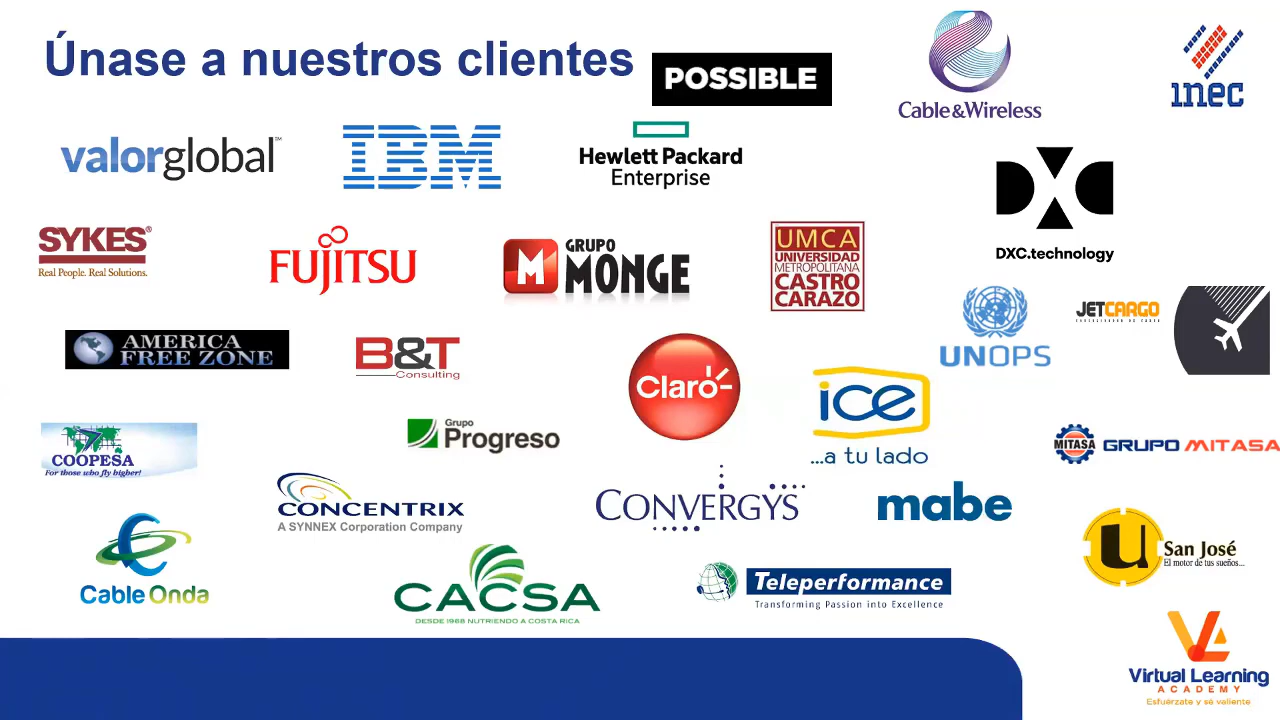 Únase a nuestros clientes
POSSIBLE
Cable&Wireless
inec
valorglobal™
IBM
Hewlett Packard
Enterprise
DXC.technology
SYKES®
Real People. Real Solutions.
FUJITSU
M GRUPO
MONGE
UMCA
UNIVERSIDAD
METROPOLITANA
CASTRO
CARAZO
UNOPS
JETCARGO
AMERICA
FREE ZONE
B&T
Consulting
Claro
ice
...a tu lado
COOPESA
For those who fly higher!
Grupo
Progreso
MITASA GRUPO MITASA
CONCENTRIX
A SYNNEX Corporation Company
CONVERGYS
mabe
U San José
El motor de tus sueños...
Cable Onda
CACSA
DESDE 1968 NUTRIENDO A COSTA RICA
Teleperformance
Transforming Passion into Excellence
Virtual Learning
ACADEMY
Esfuérzate y sé valiente